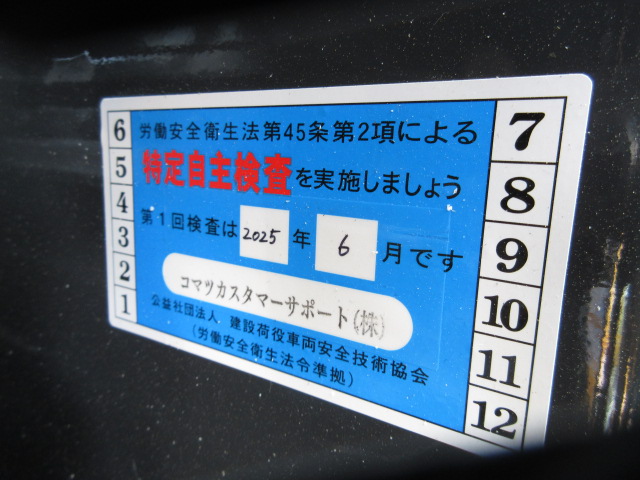 労働安全衛生法第45条第2項による
特定自主検査を実施しましょう
第1回検査は2025年6月です
コマツカスタマーサポート(株)
公益社団法人 建設荷役車両安全技術協会
(労働安全衛生法令準拠)
6
5
4
3
2
1
7
8
9
10
11
12